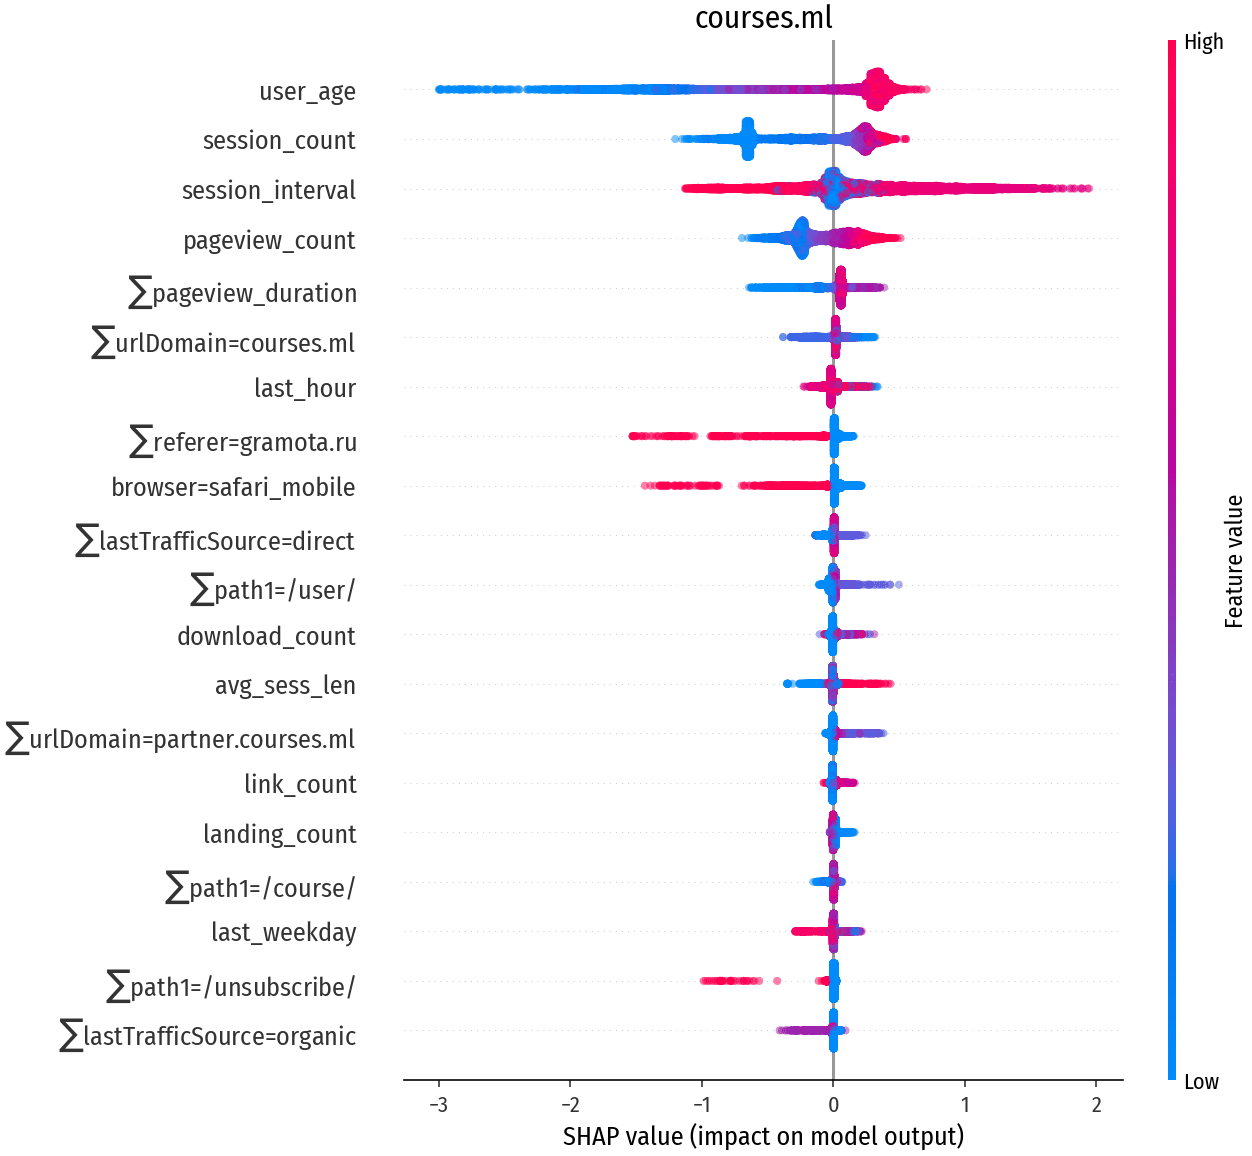 courses.ml
High
user_age
session_count
session_interval
pageview_count
∑pageview_duration
∑urlDomain=courses.ml
last_hour
∑referer=gramota.ru
browser=safari_mobile
∑lastTrafficSource=direct
∑path1=/user/
download_count
avg_sess_len
∑urlDomain=partner.courses.ml
link_count
landing_count
∑path1=/course/
last_weekday
∑path1=/unsubscribe/
∑lastTrafficSource=organic
Feature value
Low
−3 −2 −1 0 1 2
SHAP value (impact on model output)